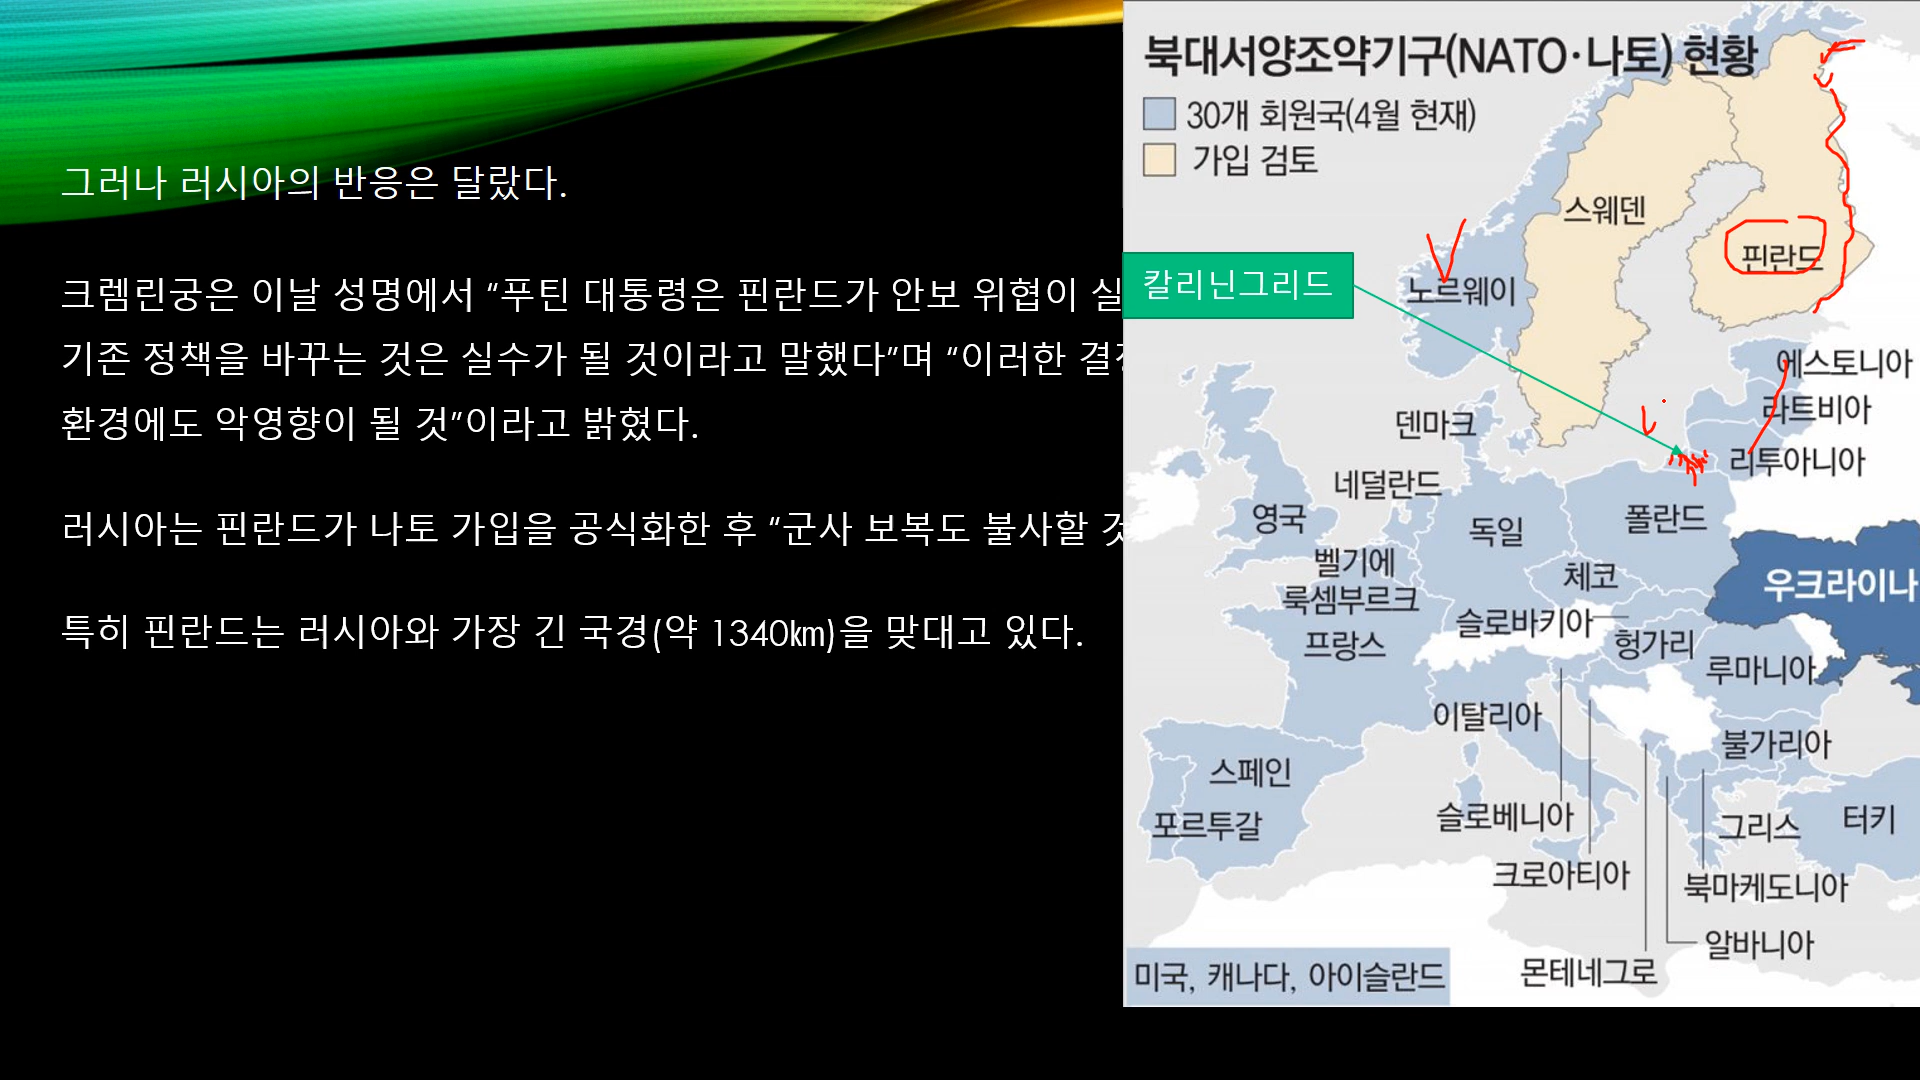 그러나 러시아의 반응은 달랐다.
크렘린궁은 이날 성명에서 “푸틴 대통령은 핀란드가 안보 위협이 실
기존 정책을 바꾸는 것은 실수가 될 것이라고 말했다”며 “이러한
환경에도 악영향이 될 것”이라고 밝혔다.
러시아는 핀란드가 나토 가입을 공식화한 후 “군사 보복도 불사할
특히 핀란드는 러시아와 가장 긴 국경(약 1340㎞)을 맞대고 있다.
북대서양조약기구(NATO·나토) 현황
30개 회원국(4월 현재)
가입 검토
스웨덴
핀란드
칼리닌그리드
노르웨이
에스토니아
덴마크
라트비아
리투아니아
네덜란드
영국
독일
폴란드
벨기에
체코
우크라이나
룩셈부르크
슬로바키아
프랑스
헝가리
루마니아
이탈리아
불가리아
스페인
슬로베니아
포르투갈
그리스
터키
크로아티아
북마케도니아
알바니아
몬테네그로
미국, 캐나다, 아이슬란드